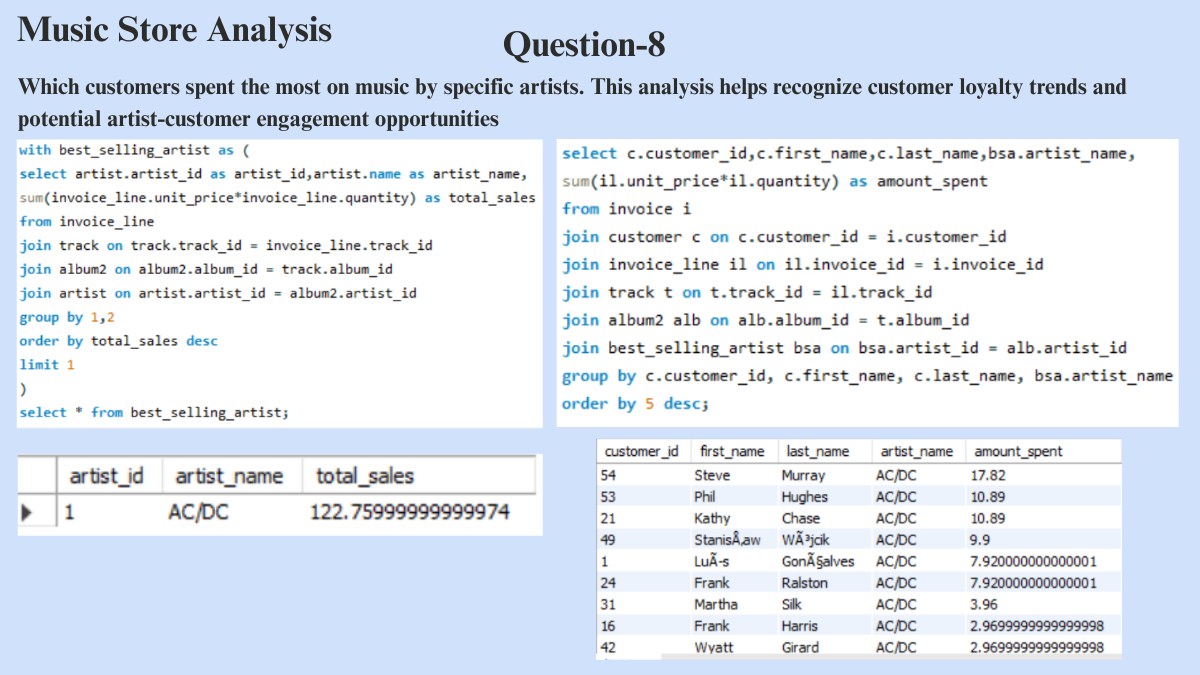 Music Store Analysis
Question-8
Which customers spent the most on music by specific artists. This analysis helps recognize customer loyalty trends and
potential artist-customer engagement opportunities
with best_selling_artist as (
select artist.artist_id as artist_id,artist.name as artist_name,
sum(invoice_line.unit_price*invoice_line.quantity) as total_sales
from invoice_line
join track on track.track_id = invoice_line.track_id
join album2 on album2.album_id = track.album_id
join artist on artist.artist_id = album2.artist_id
group by 1,2
order by total_sales desc
limit 1
)
select * from best_selling_artist;
artist_id artist_name total_sales
1 AC/DC 122.75999999999974
select c.customer_id,c.first_name,c.last_name,bsa.artist_name,
sum(il.unit_price*il.quantity) as amount_spent
from invoice i
join customer c on c.customer_id = i.customer_id
join invoice_line il on il.invoice_id = i.invoice_id
join track t on t.track_id = il.track_id
join album2 alb on alb.album_id = t.album_id
join best_selling_artist bsa on bsa.artist_id = alb.artist_id
group by c.customer_id, c.first_name, c.last_name, bsa.artist_name
order by 5 desc;
customer_id first_name last_name artist_name amount_spent
54 Steve Murray AC/DC 17.82
53 Phil Hughes AC/DC 10.89
21 Kathy Chase AC/DC 10.89
49 StanisÅ‚aw WÃ³jcik AC/DC 9.9
1 LuÃ-s GonÃ§alves AC/DC 7.920000000000001
24 Frank Ralston AC/DC 7.920000000000001
31 Martha Silk AC/DC 3.96
16 Frank Harris AC/DC 2.9699999999999998
42 Wyatt Girard AC/DC 2.9699999999999998